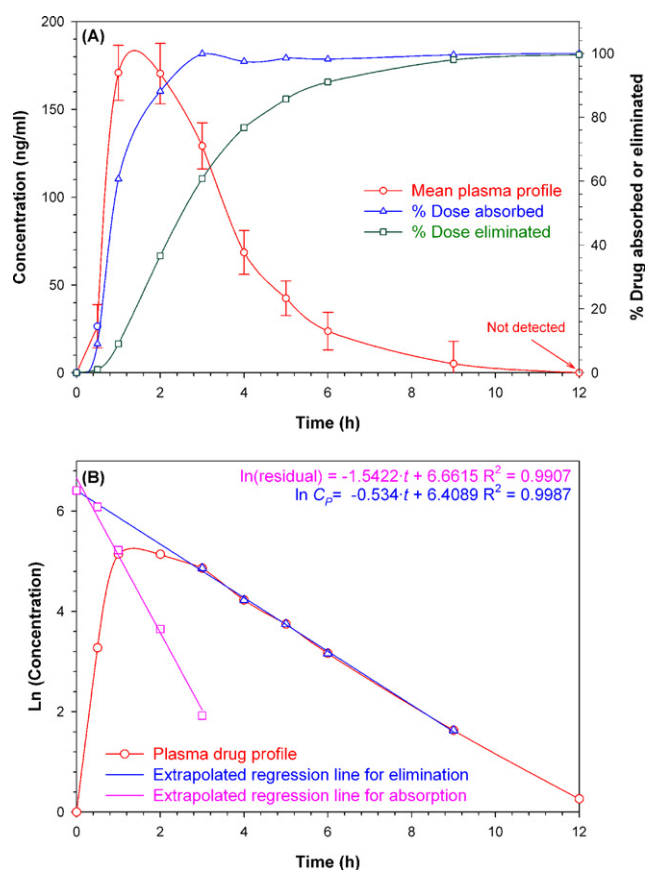 (A)
200
150
100
50
0
Concentration (ng/ml)
100
80
60
40
20
0
% Drug absorbed or eliminated
Mean plasma profile
% Dose absorbed
% Dose eliminated
Not detected
0 2 4 6 8 10 12
Time (h)
(B)
ln(residual) = -1.5422·t + 6.6615 R² = 0.9907
ln C_P= -0.534·t + 6.4089 R² = 0.9987
6
4
2
0
Ln (Concentration)
Plasma drug profile
Extrapolated regression line for elimination
Extrapolated regression line for absorption
0 2 4 6 8 10 12
Time (h)